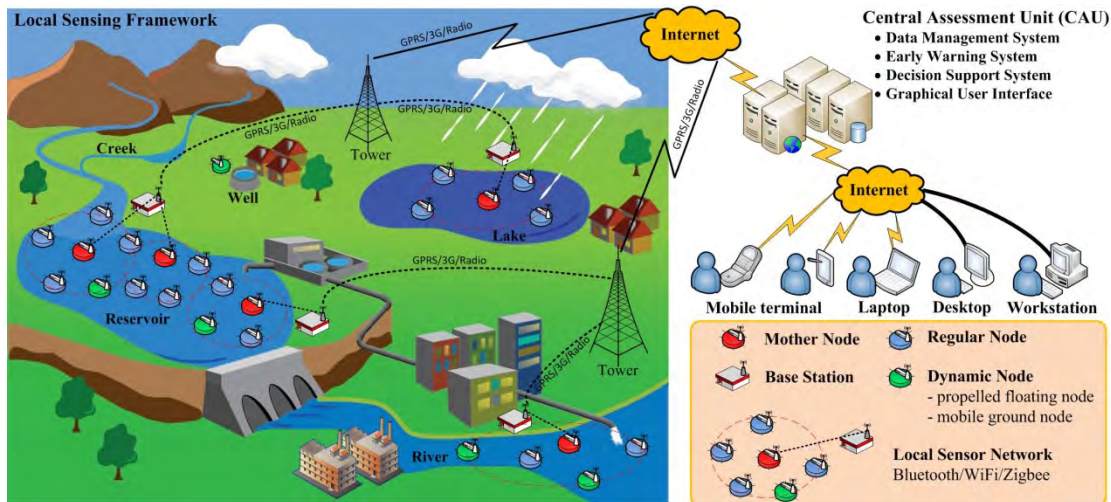 Local Sensing Framework
GPRS/3G/Radio
Internet
Central Assessment Unit (CAU)
• Data Management System
• Early Warning System
• Decision Support System
• Graphical User Interface
GPRS/3G/Radio
GPRS/3G/Radio
GPRS/3G/Radio
Tower
Creek
Well
Lake
Internet
GPRS/3G/Radio
Reservoir
Mobile terminal
Laptop
Desktop
Workstation
Tower
GPRS/3G/Radio
River
Mother Node
Regular Node
Base Station
Dynamic Node
- propelled floating node
- mobile ground node
Local Sensor Network
Bluetooth/WiFi/Zigbee